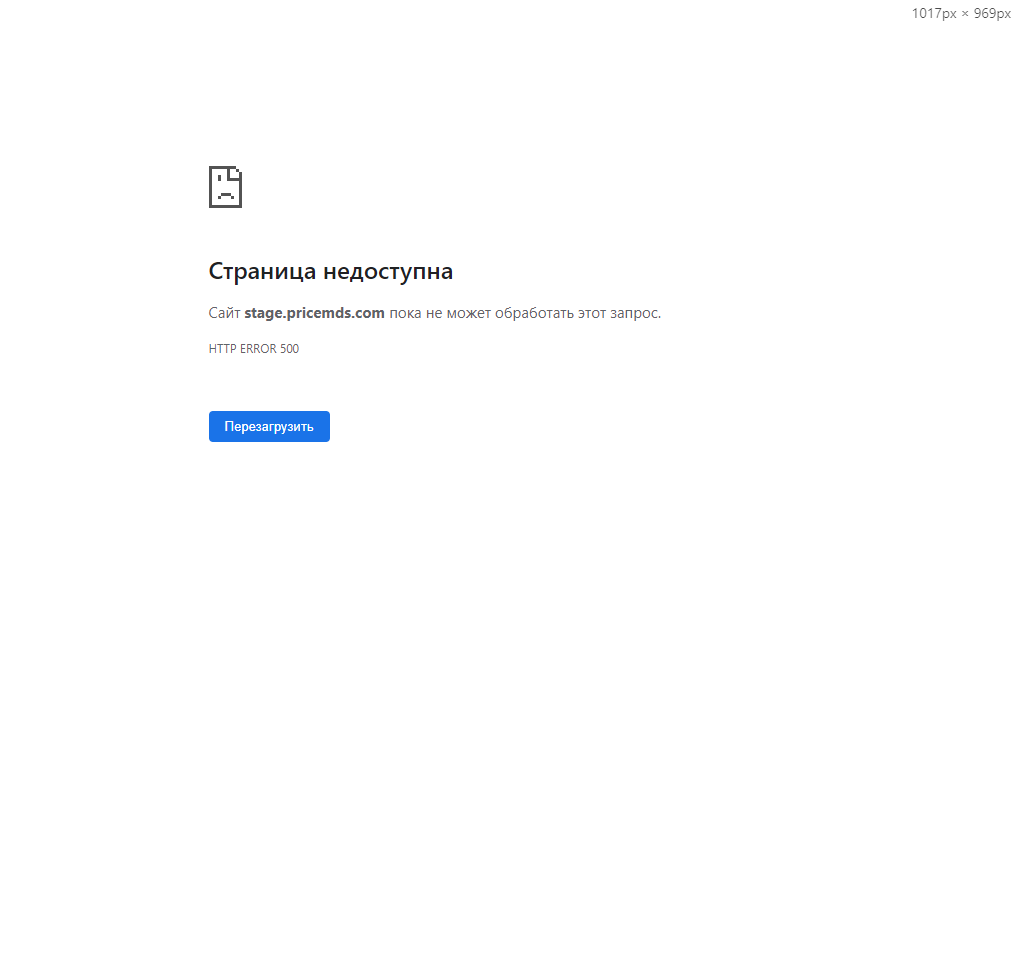 1017px × 969px
Страница недоступна
Сайт stage.pricemds.com пока не может обработать этот запрос.
HTTP ERROR 500
Перезагрузить